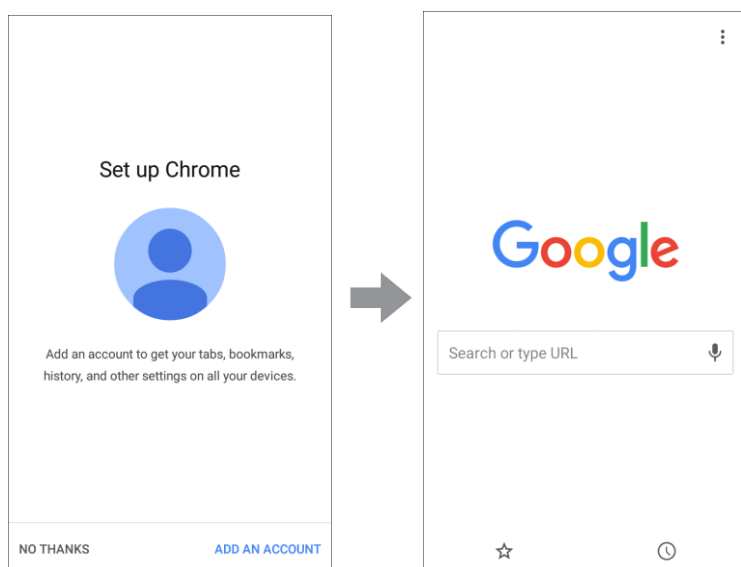 Set up Chrome
Add an account to get your tabs, bookmarks,
history, and other settings on all your devices.
NO THANKS
ADD AN ACCOUNT
Google
Search or type URL